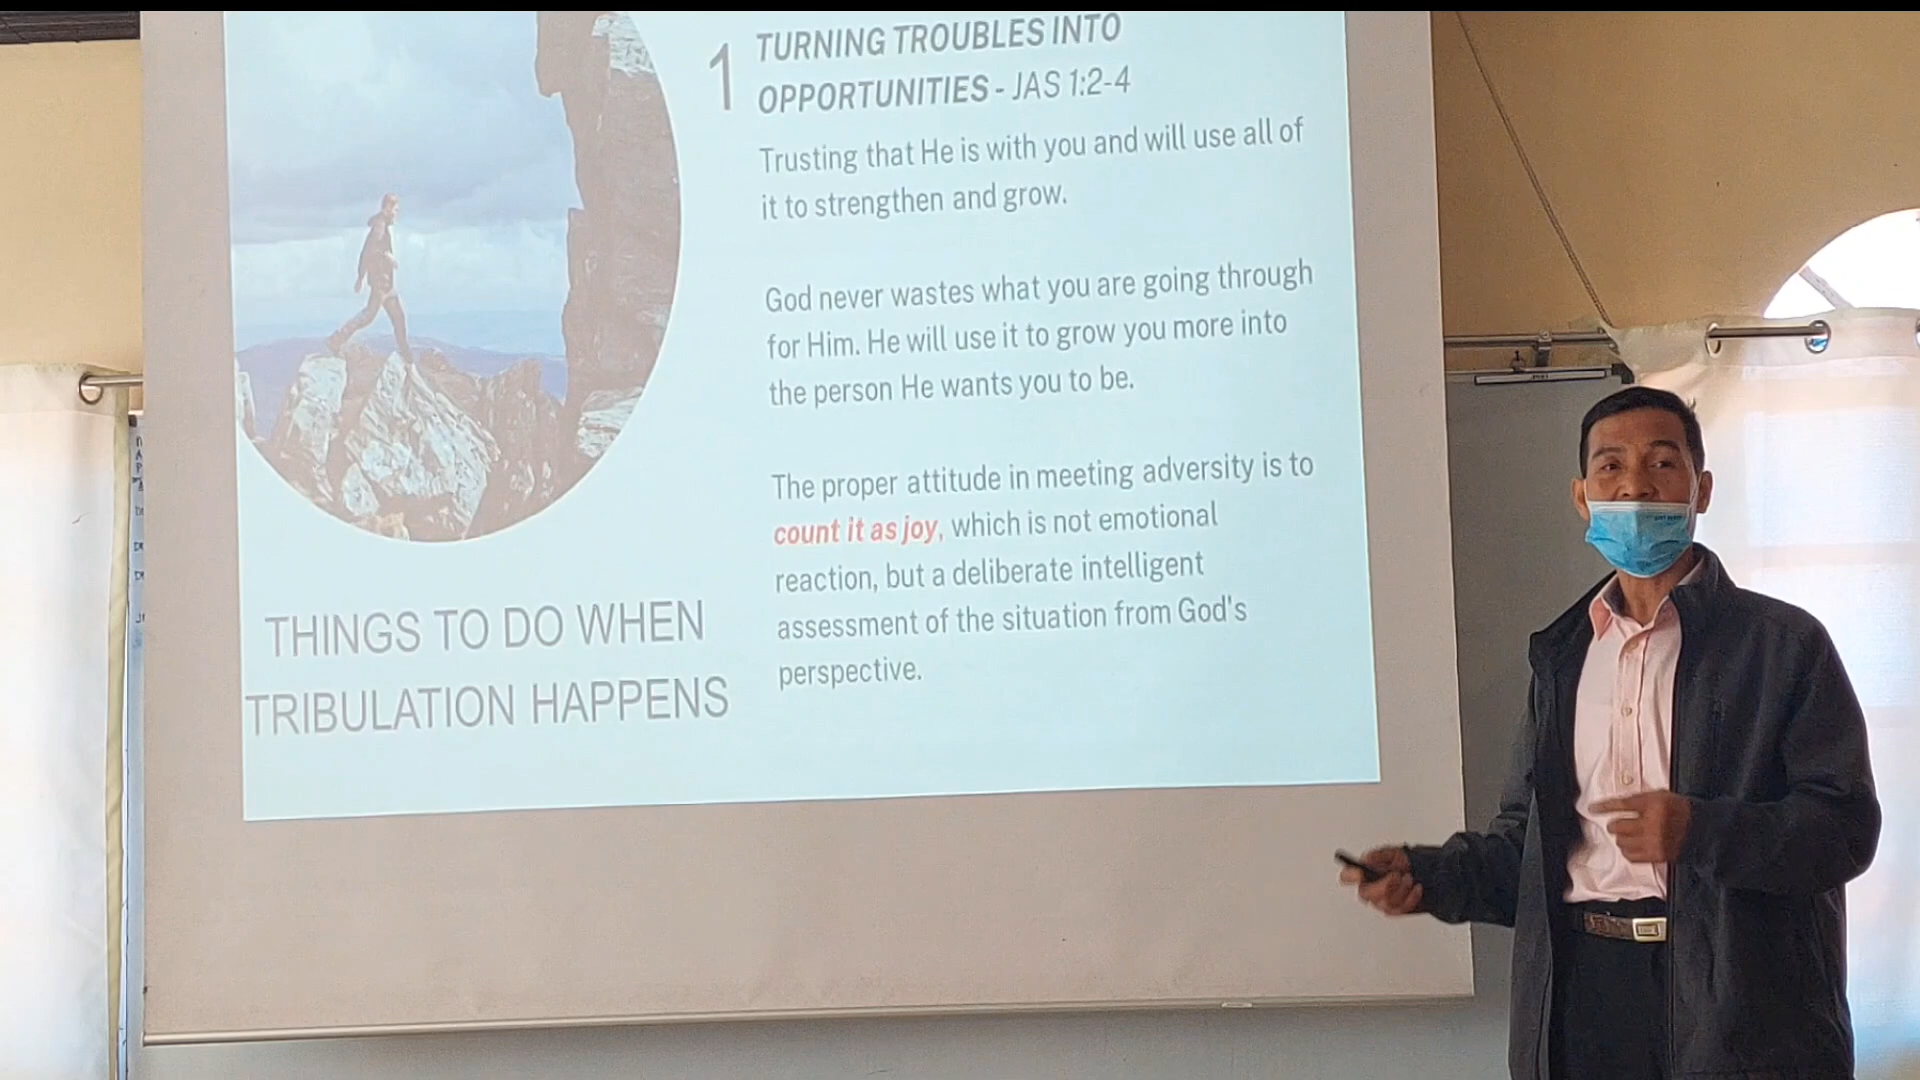 1
TURNING TROUBLES INTO
OPPORTUNITIES - JAS 1:2-4
Trusting that He is with you and will use all of
it to strengthen and grow.
God never wastes what you are going through
for Him. He will use it to grow you more into
the person He wants you to be.
The proper attitude in meeting adversity is to
count it as joy, which is not emotional
reaction, but a deliberate intelligent
assessment of the situation from God's
perspective.
THINGS TO DO WHEN
TRIBULATION HAPPENS